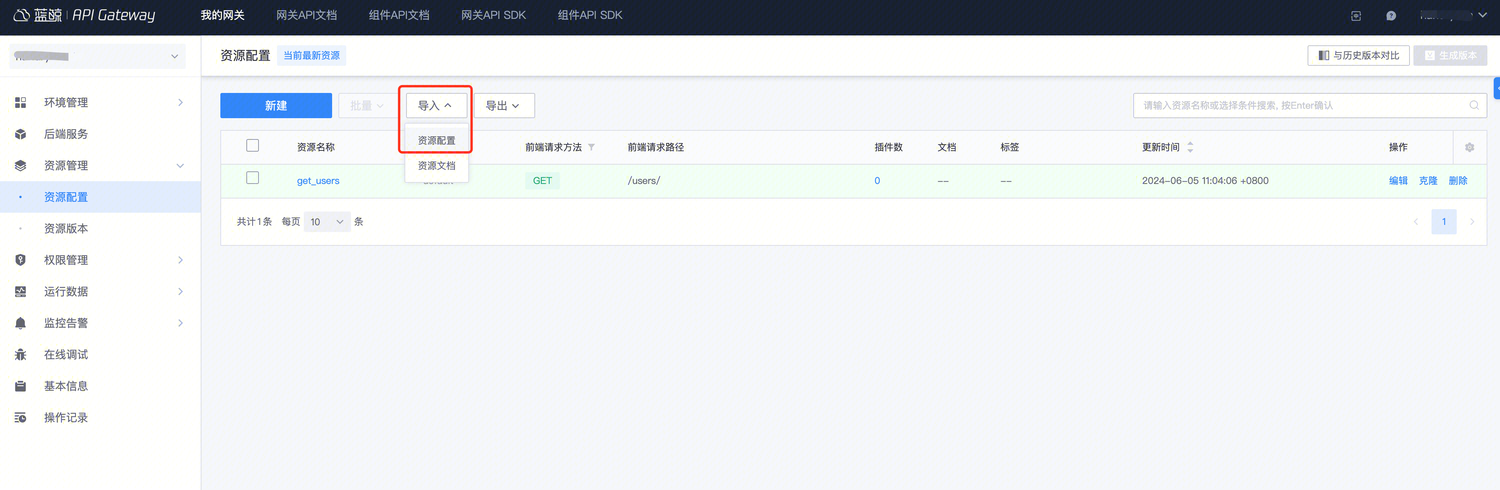 蓝鲸 | API Gateway 我的网关 网关API文档 组件API文档 网关API SDK 组件API SDK
资源配置 当前最新资源 与历史版本对比 生成版本
环境管理
后端服务
资源管理
资源配置
资源版本
权限管理
运行数据
监控告警
在线调试
基本信息
操作记录
新建 批量 导入 导出 请输入资源名称或选择条件搜索, 按Enter确认
资源配置
资源文档
资源名称 前端请求方法 前端请求路径 插件数 文档 标签 更新时间 操作
get_users GET /users/ 0 -- -- 2024-06-05 11:04:06 +0800 编辑 克隆 删除
共计1条 每页 10 条 1